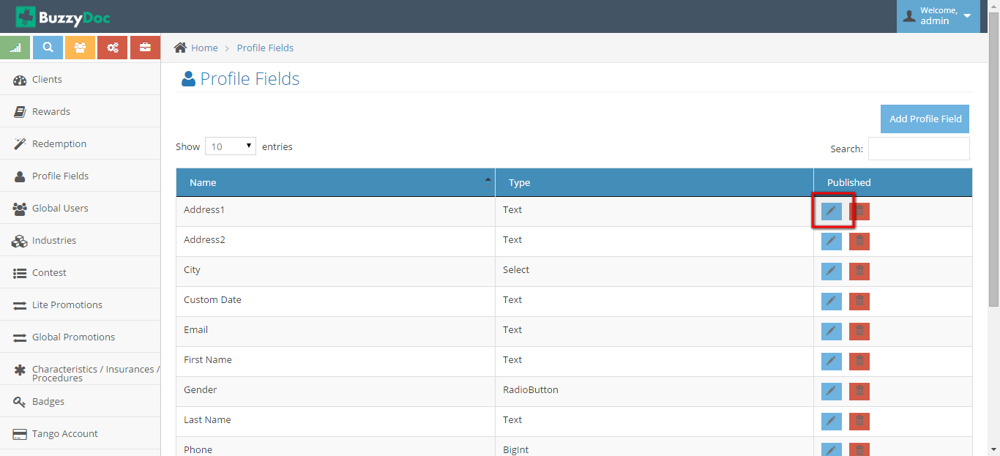 BuzzyDoc
Welcome,
admin
Home
Profile Fields
Clients
Rewards
Redemption
Profile Fields
Global Users
Industries
Contest
Lite Promotions
Global Promotions
Characteristics / Insurances /
Procedures
Badges
Tango Account
Profile Fields
Add Profile Field
Show 10 entries
Search:
Name Type Published
Address1 Text
Address2 Text
City Select
Custom Date Text
Email Text
First Name Text
Gender RadioButton
Last Name Text
Phone BigInt